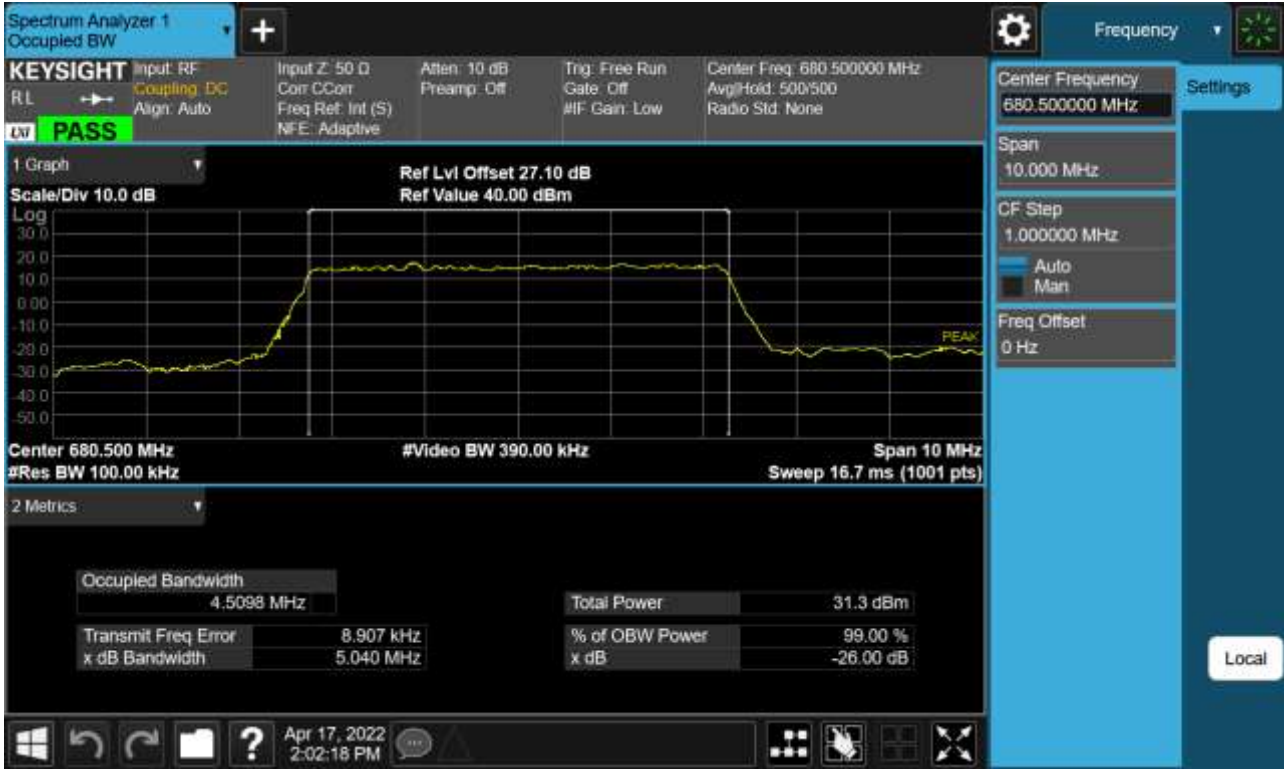 Spectrum Analyzer 1
Occupied BW
+
Frequency
KEYSIGHT Input: RF
RL Coupling: DC
Align: Auto
LXI PASS
Input Z: 50 Ω
Corr CCorr
Freq Ref: Int (S)
NFE: Adaptive
Atten: 10 dB
Preamp: Off
Trig: Free Run
Gate: Off
#IF Gain: Low
Center Freq: 680.500000 MHz
Avg|Hold: 500/500
Radio Std: None
Center Frequency
680.500000 MHz
Settings
Span
10.000 MHz
CF Step
1.000000 MHz
Auto
Man
Freq Offset
0 Hz
Local
1 Graph
Scale/Div 10.0 dB
Ref Lvl Offset 27.10 dB
Ref Value 40.00 dBm
Log
30.0
20.0
10.0
0.00
-10.0
-20.0
-30.0
-40.0
-50.0
PEAK
Center 680.500 MHz
#Video BW 390.00 kHz
Span 10 MHz
#Res BW 100.00 kHz
Sweep 16.7 ms (1001 pts)
2 Metrics
Occupied Bandwidth
4.5098 MHz
Total Power 31.3 dBm
Transmit Freq Error 8.907 kHz
% of OBW Power 99.00 %
x dB Bandwidth 5.040 MHz
x dB -26.00 dB
?
Apr 17, 2022
2:02:18 PM